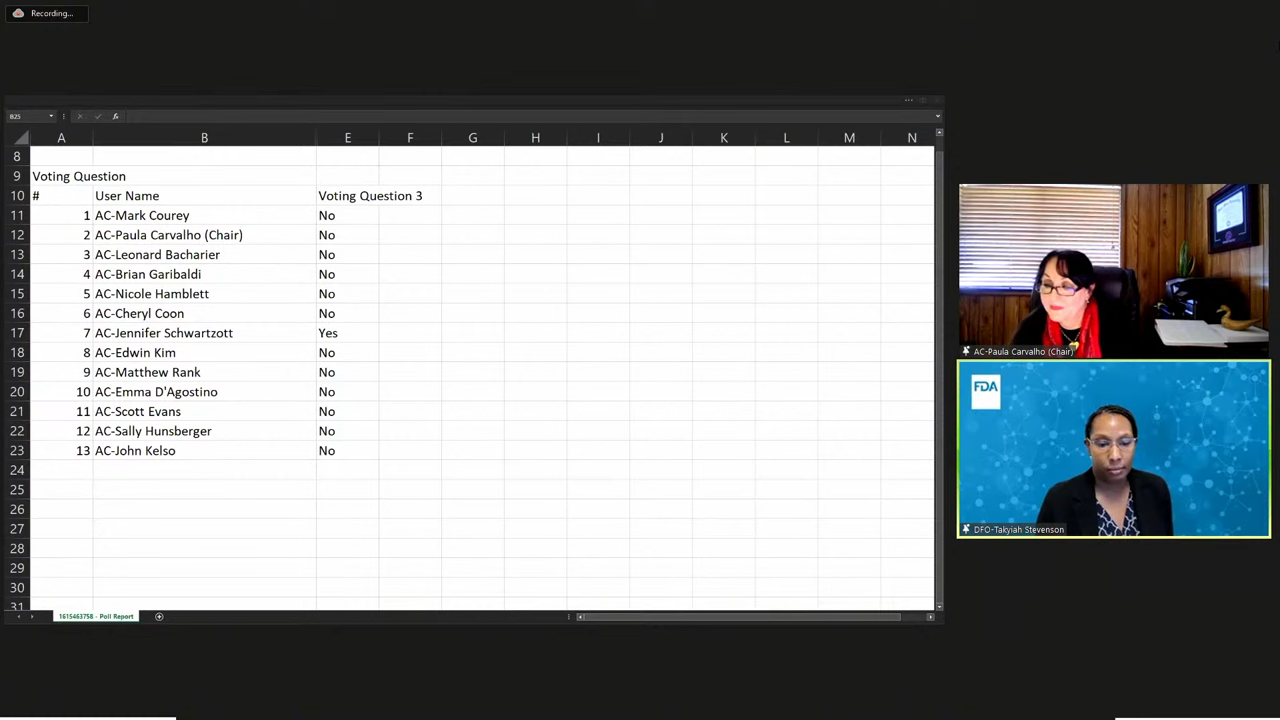 Recording...
B25
fx
A B E F G H I J K L M N
8
9 Voting Question
10 # User Name Voting Question 3
11 1 AC-Mark Courey No
12 2 AC-Paula Carvalho (Chair) No
13 3 AC-Leonard Bacharier No
14 4 AC-Brian Garibaldi No
15 5 AC-Nicole Hamblett No
16 6 AC-Cheryl Coon No
17 7 AC-Jennifer Schwartzott Yes
18 8 AC-Edwin Kim No
19 9 AC-Matthew Rank No
20 10 AC-Emma D'Agostino No
21 11 AC-Scott Evans No
22 12 AC-Sally Hunsberger No
23 13 AC-John Kelso No
24
25
26
27
28
29
30
31
1615463758 - Poll Report
AC-Paula Carvalho (Chair)
FDA
DFO-Takyiah Stevenson